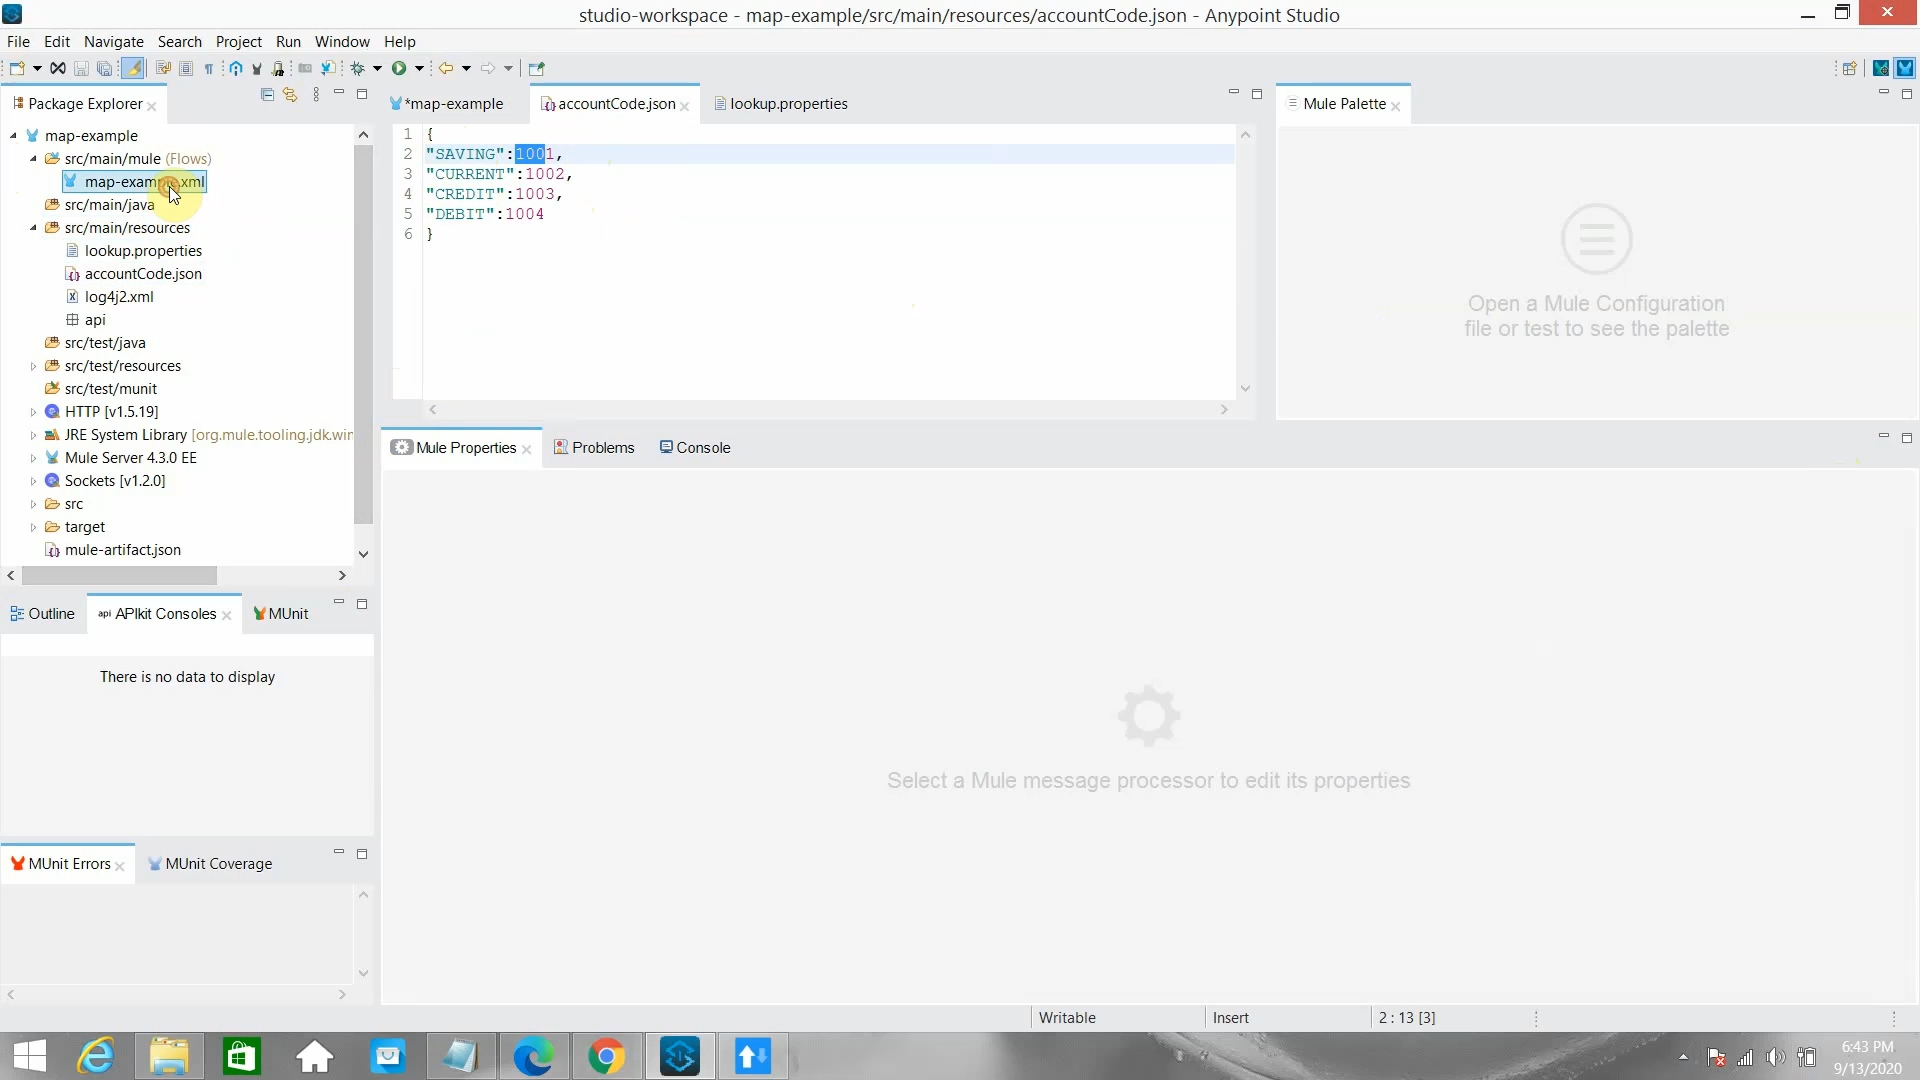 studio-workspace - map-example/src/main/resources/accountCode.json - Anypoint Studio
File Edit Navigate Search Project Run Window Help
Package Explorer
map-example
src/main/mule (Flows)
map-example.xml
src/main/java
src/main/resources
lookup.properties
accountCode.json
log4j2.xml
api
src/test/java
src/test/resources
src/test/munit
HTTP [v1.5.19]
JRE System Library [org.mule.tooling.jdk.win
Mule Server 4.3.0 EE
Sockets [v1.2.0]
src
target
mule-artifact.json
*map-example accountCode.json lookup.properties
1 {
2 "SAVING":1001,
3 "CURRENT":1002,
4 "CREDIT":1003,
5 "DEBIT":1004
6 }
Mule Palette
Open a Mule Configuration
file or test to see the palette
Mule Properties Problems Console
Select a Mule message processor to edit its properties
Outline api APIkit Consoles MUnit
There is no data to display
MUnit Errors MUnit Coverage
Writable Insert 2 : 13 [3]
6:43 PM
9/13/2020